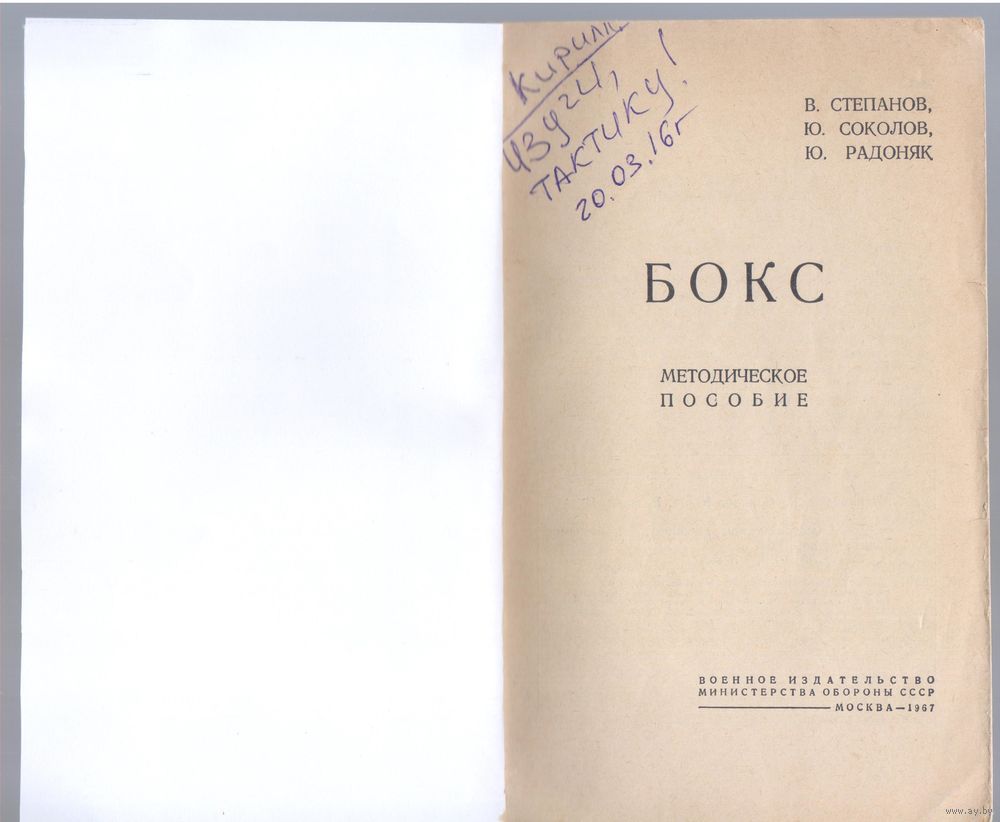 Кирилл
изучи,
ТАКТИКУ!
20.03.16г
В. СТЕПАНОВ,
Ю. СОКОЛОВ,
Ю. РАДОНЯК
БОКС
МЕТОДИЧЕСКОЕ
ПОСОБИЕ
ВОЕННОЕ ИЗДАТЕЛЬСТВО
МИНИСТЕРСТВА ОБОРОНЫ СССР
МОСКВА—1967
www.ay.by